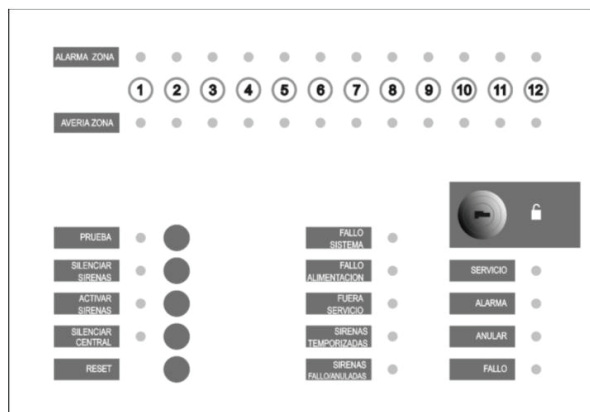 ALARMA ZONA
1 2 3 4 5 6 7 8 9 10 11 12
AVERIA ZONA
PRUEBA
SILENCIAR
SIRENAS
ACTIVAR
SIRENAS
SILENCIAR
CENTRAL
RESET
FALLO
SISTEMA
FALLO
ALIMENTACION
FUERA
SERVICIO
SIRENAS
TEMPORIZADAS
SIRENAS
FALLO/ANULADAS
SERVICIO
ALARMA
ANULAR
FALLO